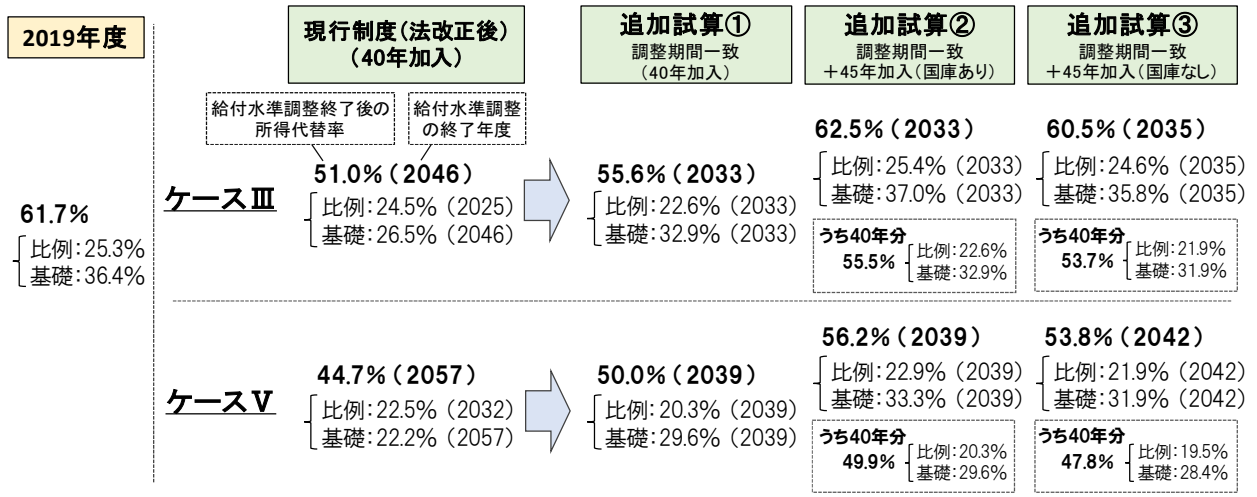 2019年度
現行制度(法改正後)
(40年加入)
追加試算①
調整期間一致
(40年加入)
追加試算②
調整期間一致
+45年加入(国庫あり)
追加試算③
調整期間一致
+45年加入(国庫なし)
給付水準調整終了後の
所得代替率
給付水準調整
の終了年度
61.7%
比例:25.3%
基礎:36.4%
ケースⅢ
51.0%(2046)
比例:24.5% (2025)
基礎:26.5% (2046)
55.6%(2033)
比例:22.6% (2033)
基礎:32.9% (2033)
62.5%(2033)
比例:25.4% (2033)
基礎:37.0% (2033)
うち40年分
55.5%
比例:22.6%
基礎:32.9%
60.5%(2035)
比例:24.6% (2035)
基礎:35.8% (2035)
うち40年分
53.7%
比例:21.9%
基礎:31.9%
ケースⅤ
44.7%(2057)
比例:22.5% (2032)
基礎:22.2% (2057)
50.0%(2039)
比例:20.3% (2039)
基礎:29.6% (2039)
56.2%(2039)
比例:22.9% (2039)
基礎:33.3% (2039)
うち40年分
49.9%
比例:20.3%
基礎:29.6%
53.8%(2042)
比例:21.9% (2042)
基礎:31.9% (2042)
うち40年分
47.8%
比例:19.5%
基礎:28.4%